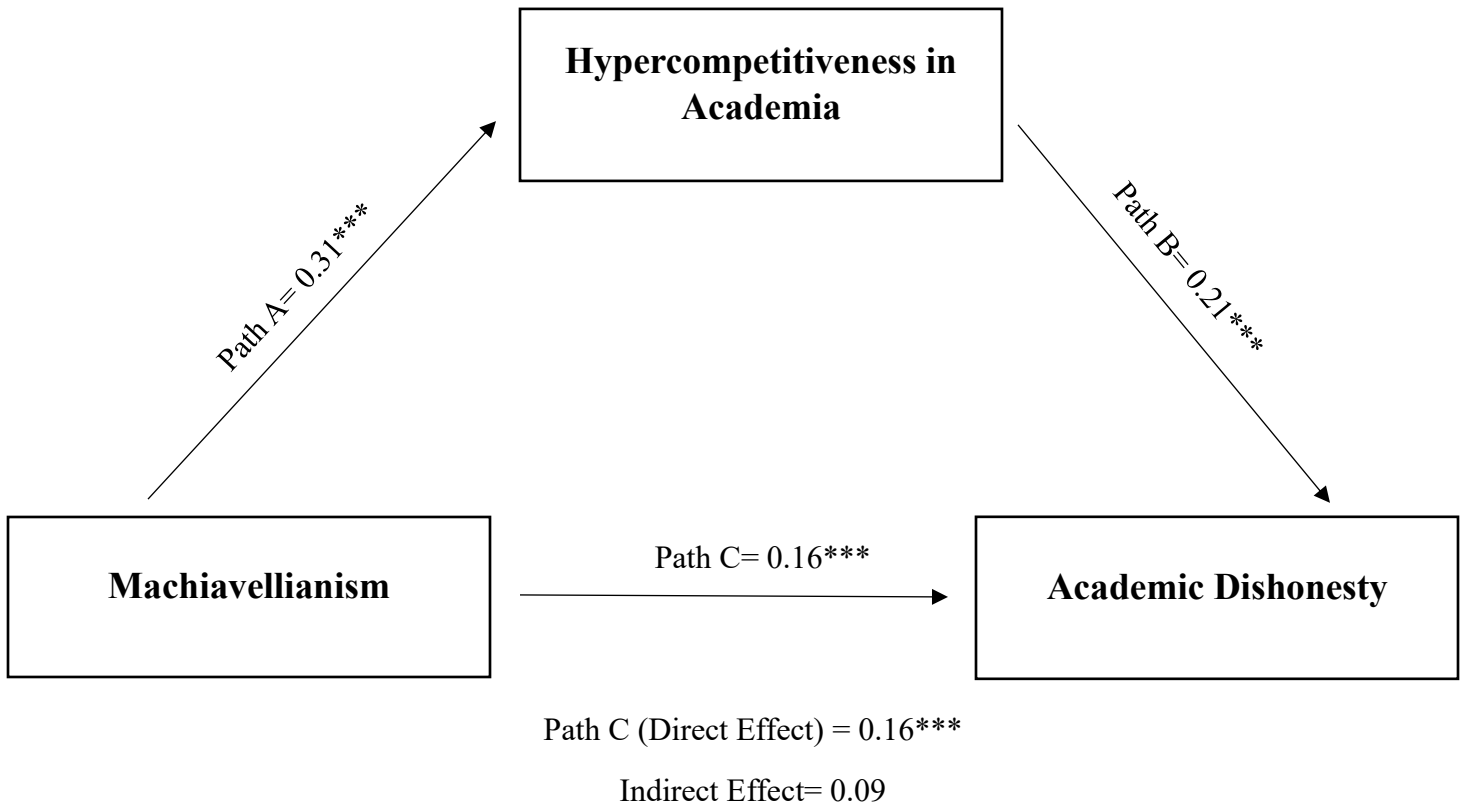 Hypercompetitiveness in
Academia
Path A= 0.31***
Path B= 0.21***
Path C= 0.16***
Machiavellianism
Academic Dishonesty
Path C (Direct Effect) = 0.16***
Indirect Effect= 0.09